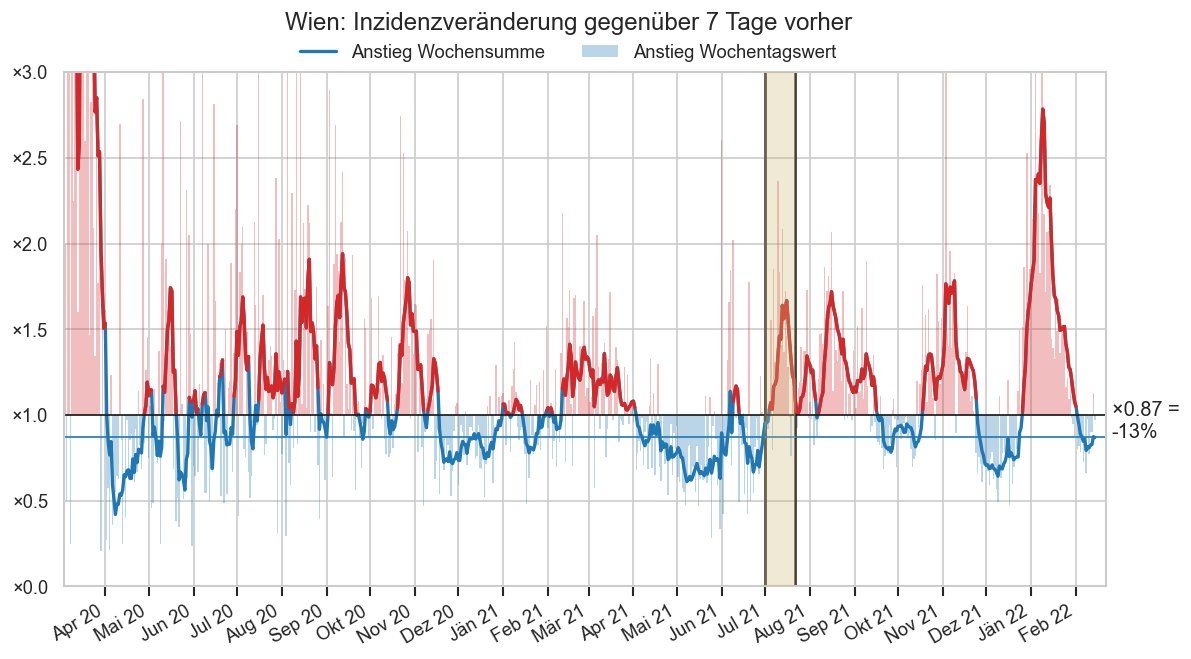 Wien: Inzidenzveränderung gegenüber 7 Tage vorher
Anstieg Wochensumme
Anstieg Wochentagswert
×3.0
×2.5
×2.0
×1.5
×1.0
×0.5
×0.0
×0.87 =
-13%
Apr 20
Mai 20
Jun 20
Jul 20
Aug 20
Sep 20
Okt 20
Nov 20
Dez 20
Jän 21
Feb 21
Mär 21
Apr 21
Mai 21
Jun 21
Jul 21
Aug 21
Sep 21
Okt 21
Nov 21
Dez 21
Jän 22
Feb 22